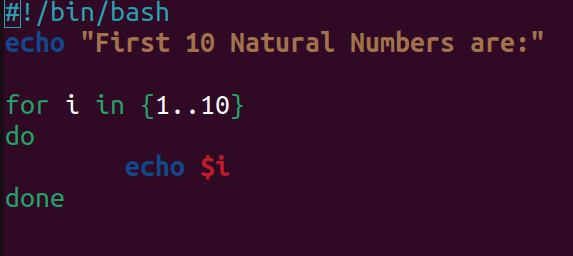 #!/bin/bash
echo "First 10 Natural Numbers are:"

for i in {1..10}
do
        echo $i
done